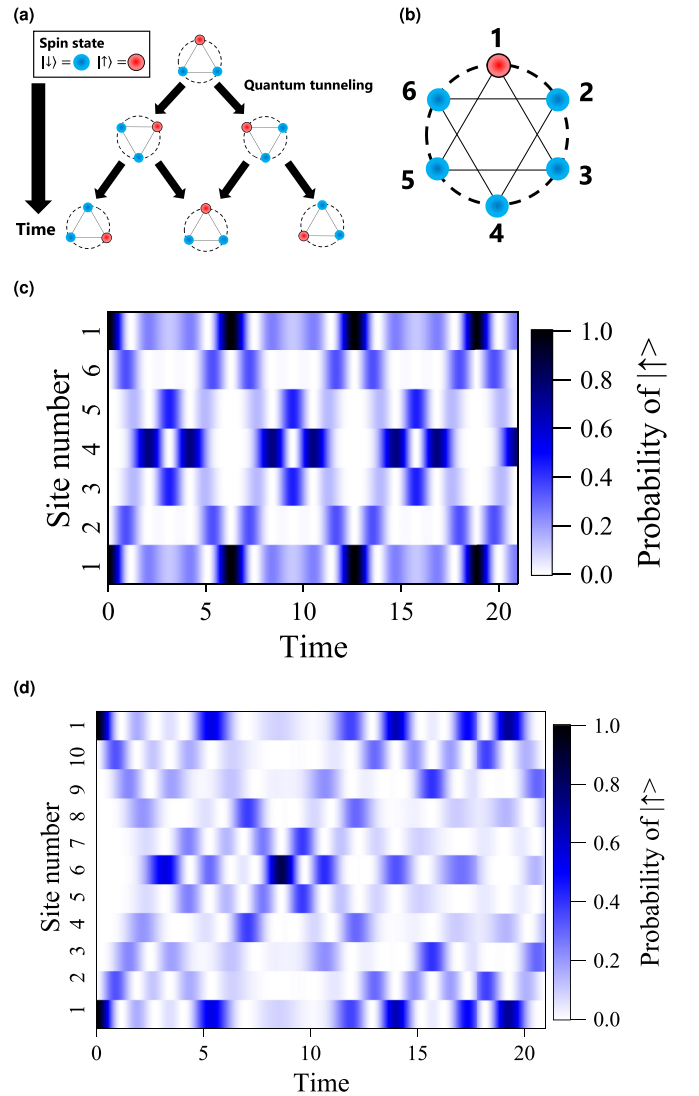 (a)
Spin state
|↓⟩ = |↑⟩ =
Quantum tunneling
Time
(b)
1
6 2
5 3
4
(c)
Site number
1
6
5
4
3
2
1
0 5 10 15 20
Time
1.0
0.8
0.6
0.4
0.2
0.0
Probability of |↑>
(d)
Site number
1
10
9
8
7
6
5
4
3
2
1
0 5 10 15 20
Time
1.0
0.8
0.6
0.4
0.2
0.0
Probability of |↑>